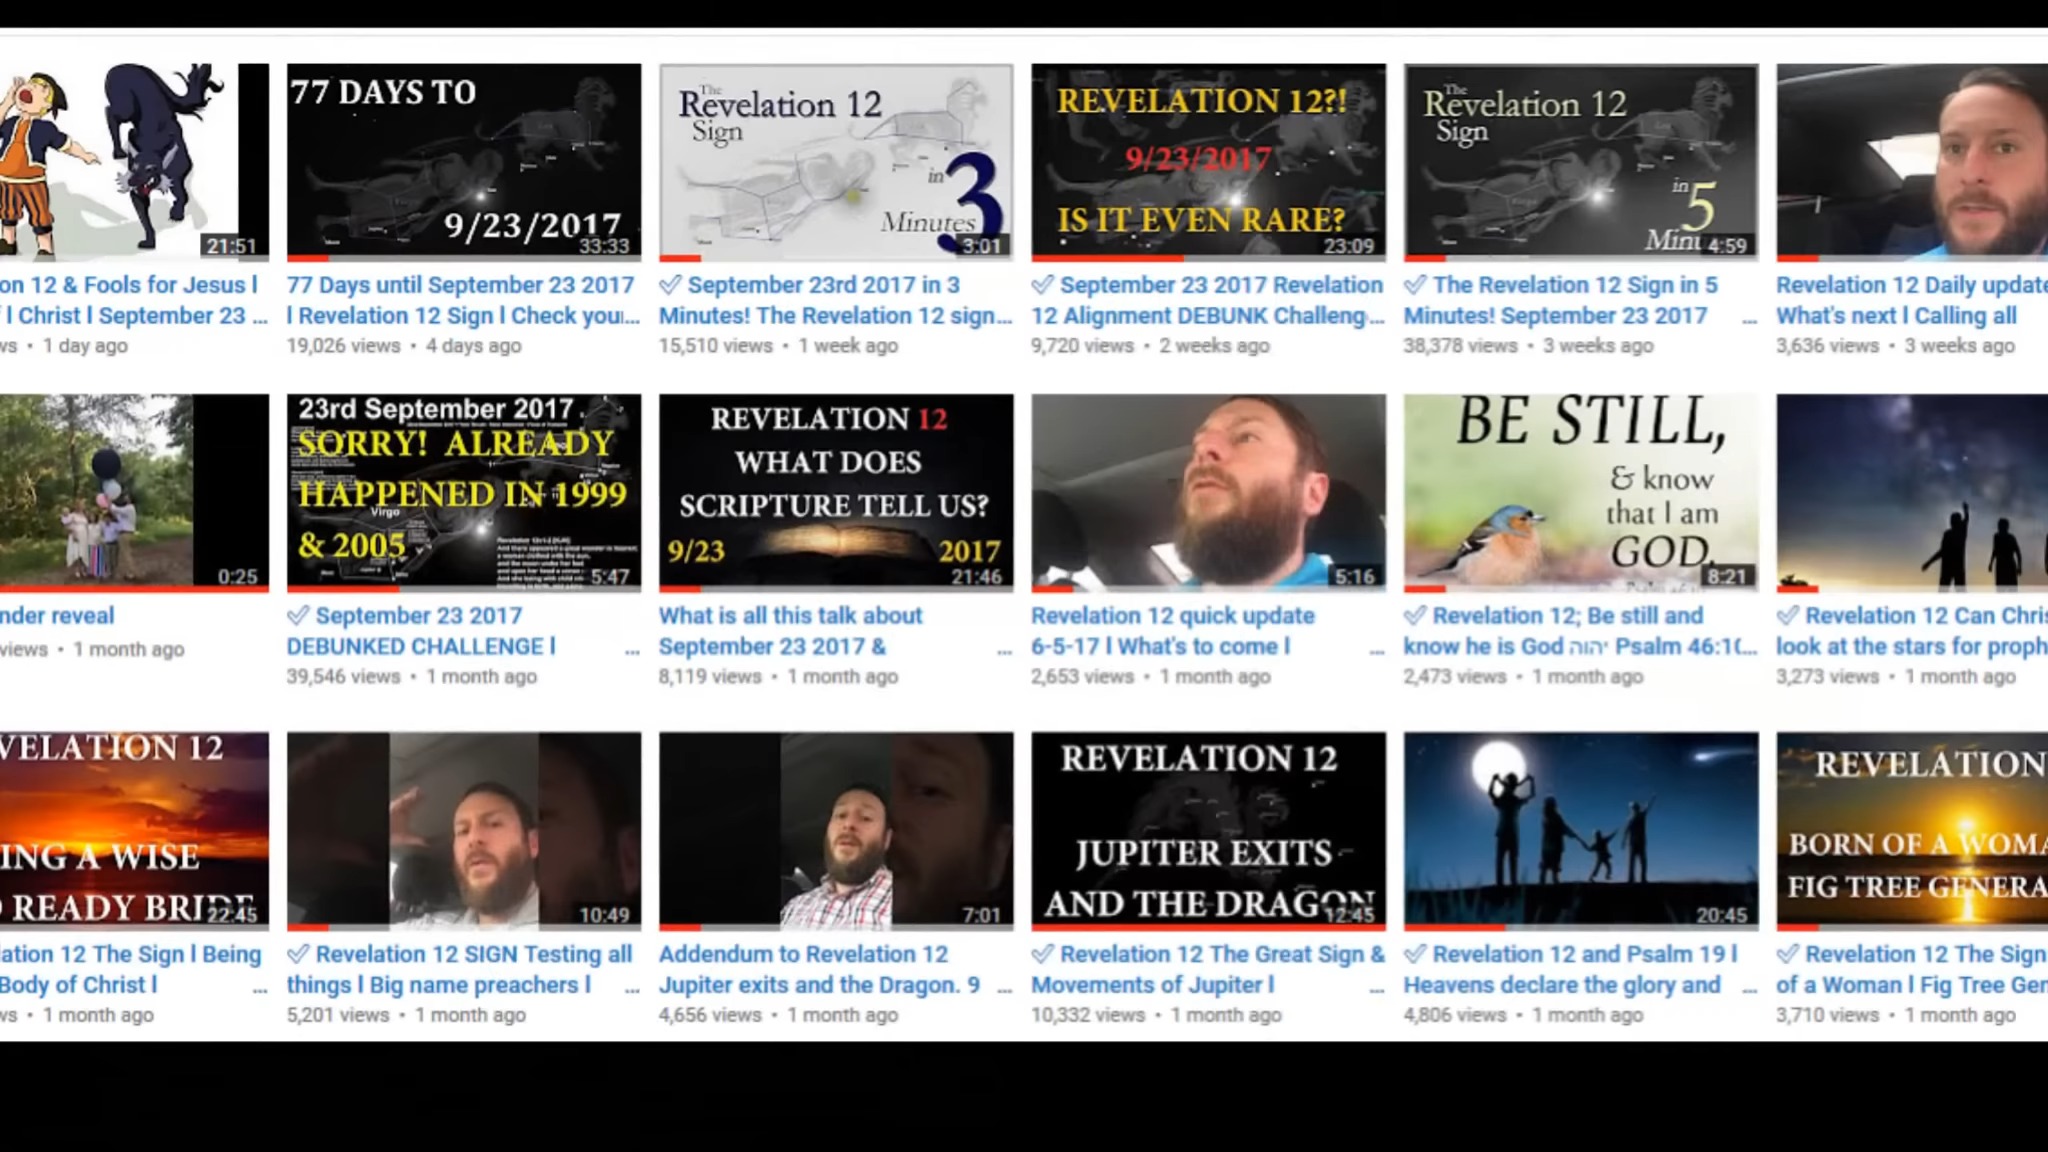 21:51
77 DAYS TO
9/23/2017
33:33
The
Revelation 12
Sign
in
3
Minutes
3:01
REVELATION 12?!
9/23/2017
IS IT EVEN RARE?
23:09
The
Revelation 12
Sign
in
5
4:59
on 12 & Fools for Jesus l
l Christ l September 23 ...
1 day ago
77 Days until September 23 2017
l Revelation 12 Sign l Check your...
19,026 views • 4 days ago
✓ September 23rd 2017 in 3
Minutes! The Revelation 12 sign...
15,510 views • 1 week ago
✓ September 23 2017 Revelation
12 Alignment DEBUNK Challeng...
9,720 views • 2 weeks ago
✓ The Revelation 12 Sign in 5
Minutes! September 23 2017 ...
38,378 views • 3 weeks ago
Revelation 12 Daily update
What's next l Calling all
3,636 views • 3 weeks ago
0:25
23rd September 2017
SORRY! ALREADY
HAPPENED IN 1999
Virgo
& 2005
5:47
REVELATION 12
WHAT DOES
SCRIPTURE TELL US?
9/23
2017
21:46
5:16
BE STILL,
& know
that I am
GOD.
8:21
nder reveal
views • 1 month ago
✓ September 23 2017
DEBUNKED CHALLENGE l ...
39,546 views • 1 month ago
What is all this talk about
September 23 2017 & ...
8,119 views • 1 month ago
Revelation 12 quick update
6-5-17 l What's to come l ...
2,653 views • 1 month ago
✓ Revelation 12; Be still and
know he is God יהוה Psalm 46:10...
2,473 views • 1 month ago
✓ Revelation 12 Can Chris
look at the stars for proph
3,273 views • 1 month ago
VELATION 12
ING A WISE
READY BRIDE
22:45
10:49
7:01
REVELATION 12
JUPITER EXITS
AND THE DRAGON
12:45
20:45
REVELATION
BORN OF A WOMA
FIG TREE GENERA
lation 12 The Sign l Being
Body of Christ l ...
1 month ago
✓ Revelation 12 SIGN Testing all
things l Big name preachers l ...
5,201 views • 1 month ago
Addendum to Revelation 12
Jupiter exits and the Dragon. 9 ...
4,656 views • 1 month ago
✓ Revelation 12 The Great Sign &
Movements of Jupiter l ...
10,332 views • 1 month ago
✓ Revelation 12 and Psalm 19 l
Heavens declare the glory and ...
4,806 views • 1 month ago
✓ Revelation 12 The Sign
of a Woman l Fig Tree Gen
3,710 views • 1 month ago